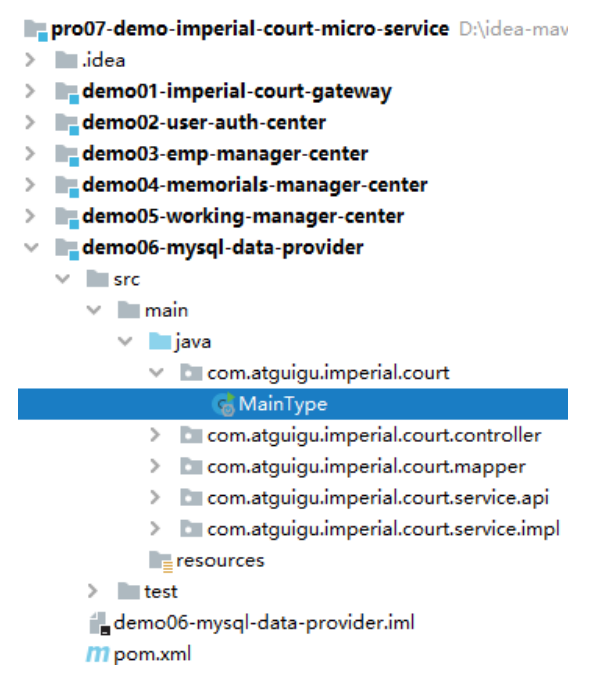 pro07-demo-imperial-court-micro-service D:\idea-mav
.idea
demo01-imperial-court-gateway
demo02-user-auth-center
demo03-emp-manager-center
demo04-memorials-manager-center
demo05-working-manager-center
demo06-mysql-data-provider
src
main
java
com.atguigu.imperial.court
MainType
com.atguigu.imperial.court.controller
com.atguigu.imperial.court.mapper
com.atguigu.imperial.court.service.api
com.atguigu.imperial.court.service.impl
resources
test
demo06-mysql-data-provider.iml
pom.xml